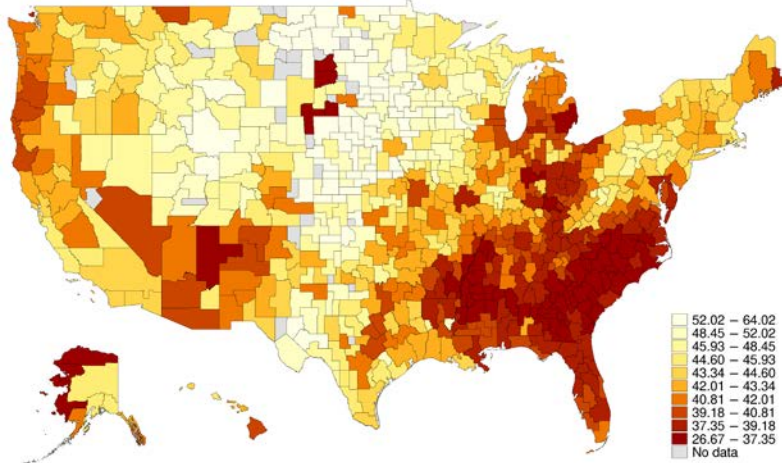 52.02 – 64.02
48.45 – 52.02
45.93 – 48.45
44.60 – 45.93
43.34 – 44.60
42.01 – 43.34
40.81 – 42.01
39.18 – 40.81
37.35 – 39.18
26.67 – 37.35
No data